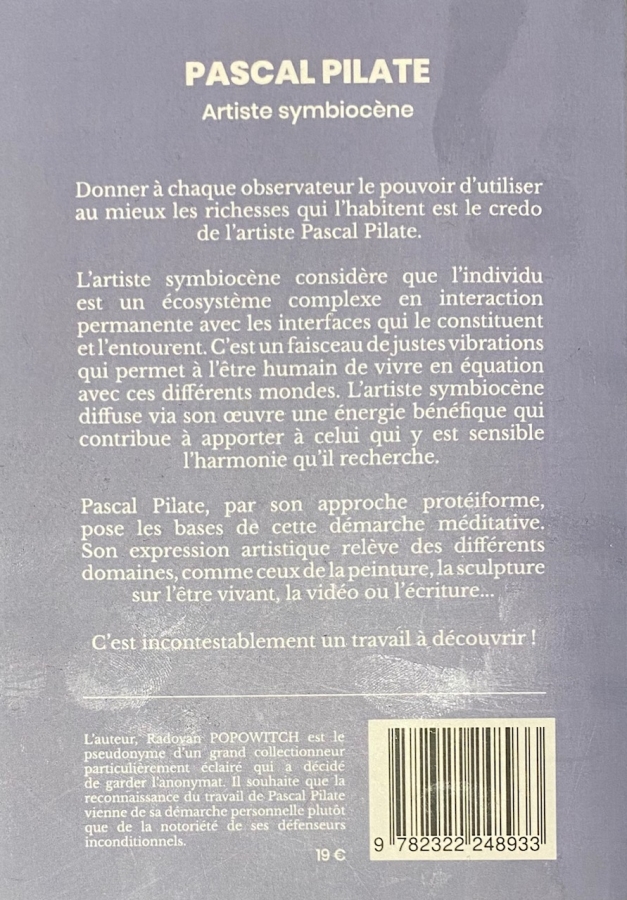 PASCAL PILATE
Artiste symbiocène
Donner à chaque observateur le pouvoir d'utiliser
au mieux les richesses qui l'habitent est le credo
de l'artiste Pascal Pilate.
L'artiste symbiocène considère que l'individu
est un écosystème complexe en interaction
permanente avec les interfaces qui le constituent
et l'entourent. C'est un faisceau de justes vibrations
qui permet à l'être humain de vivre en équation
avec ces différents mondes. L'artiste symbiocène
diffuse via son œuvre une énergie bénéfique qui
contribue à apporter à celui qui y est sensible
l'harmonie qu'il recherche.
Pascal Pilate, par son approche protéiforme,
pose les bases de cette démarche méditative.
Son expression artistique relève des différents
domaines, comme ceux de la peinture, la sculpture
sur l'être vivant, la vidéo ou l'écriture...
C'est incontestablement un travail à découvrir !
L'auteur, Radoyan POPOWITCH est le
pseudonyme d'un grand collectionneur
particulièrement éclairé qui a décidé
de garder l'anonymat. Il souhaite que la
reconnaissance du travail de Pascal Pilate
vienne de sa démarche personnelle plutôt
que de la notoriété de ses défenseurs
inconditionnels.
19 €
9 782322 248933